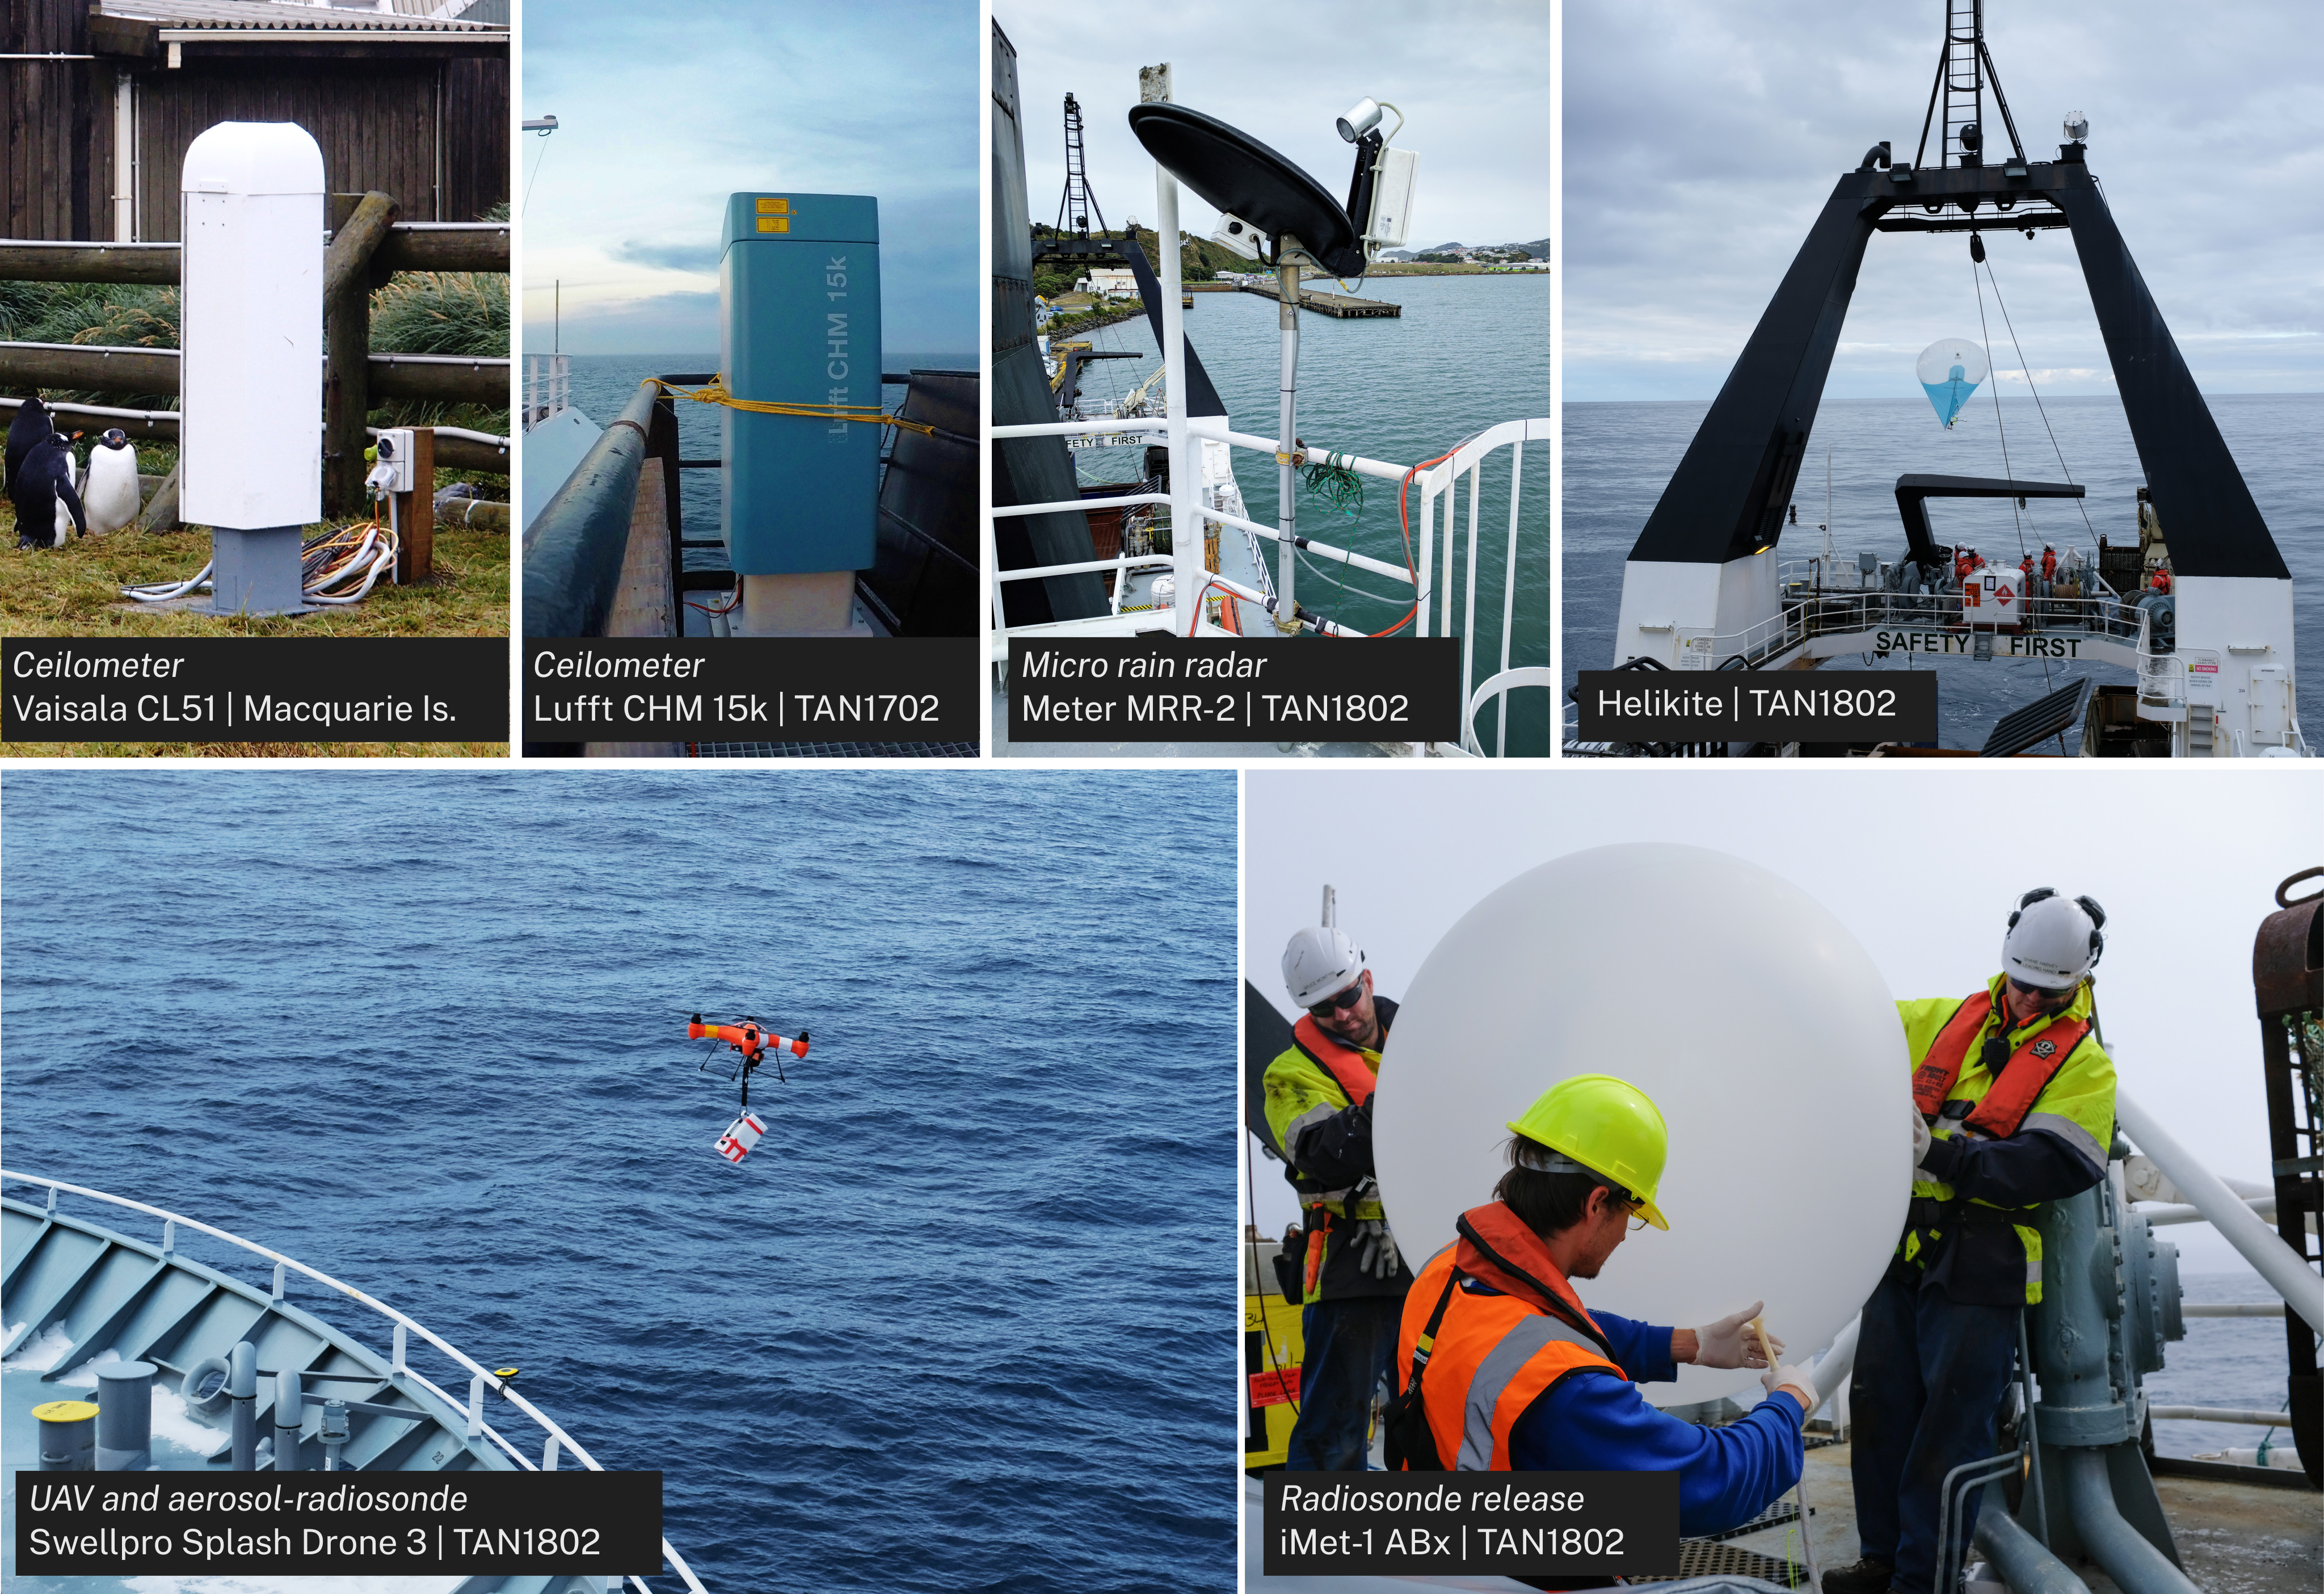 Lufft CHM 15k
SAFETY FIRST
Ceilometer
Vaisala CL51 | Macquarie Is.
Ceilometer
Lufft CHM 15k | TAN1702
FETY FIRST
Micro rain radar
Meter MRR-2 | TAN1802
Helikite | TAN1802
UAV and aerosol-radiosonde
Swellpro Splash Drone 3 | TAN1802
Radiosonde release
iMet-1 ABx | TAN1802